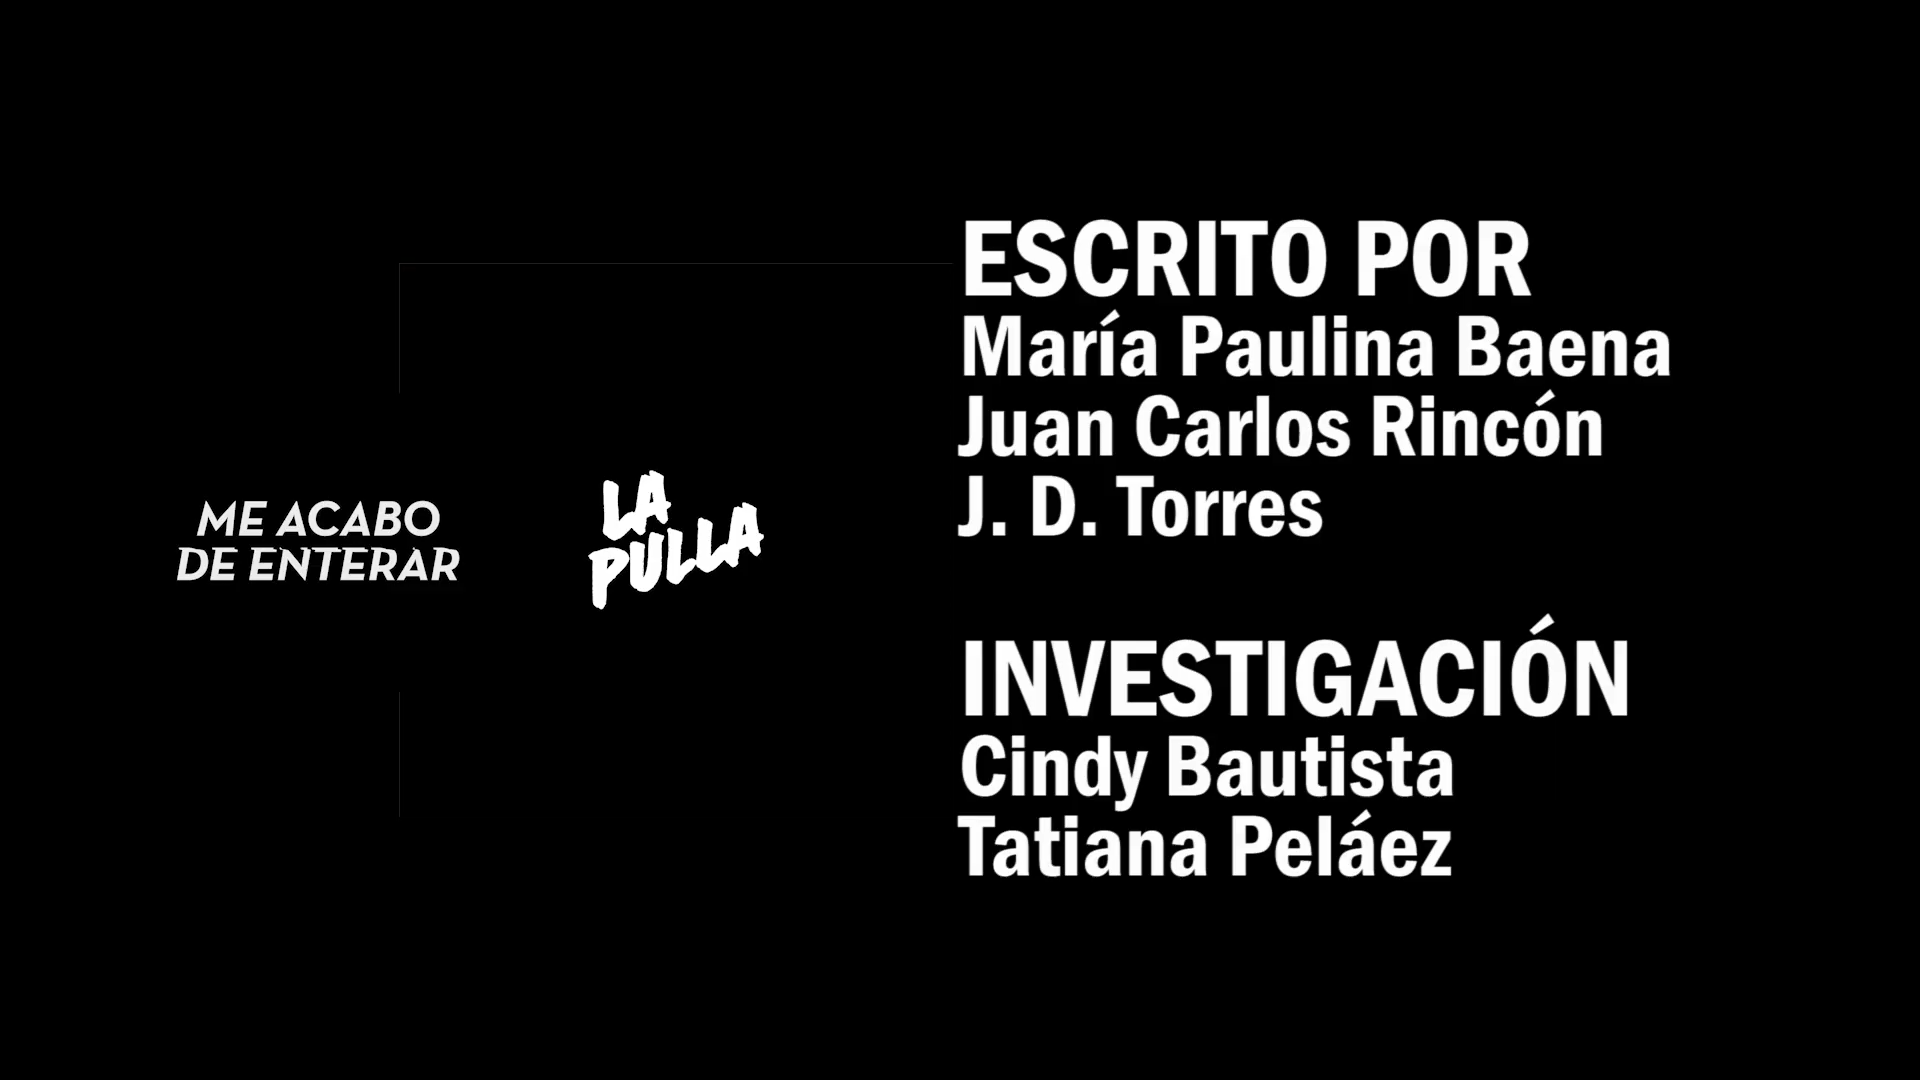 ME ACABO
DE ENTERAR
LA
PULLA
ESCRITO POR
María Paulina Baena
Juan Carlos Rincón
J. D. Torres
INVESTIGACIÓN
Cindy Bautista
Tatiana Peláez